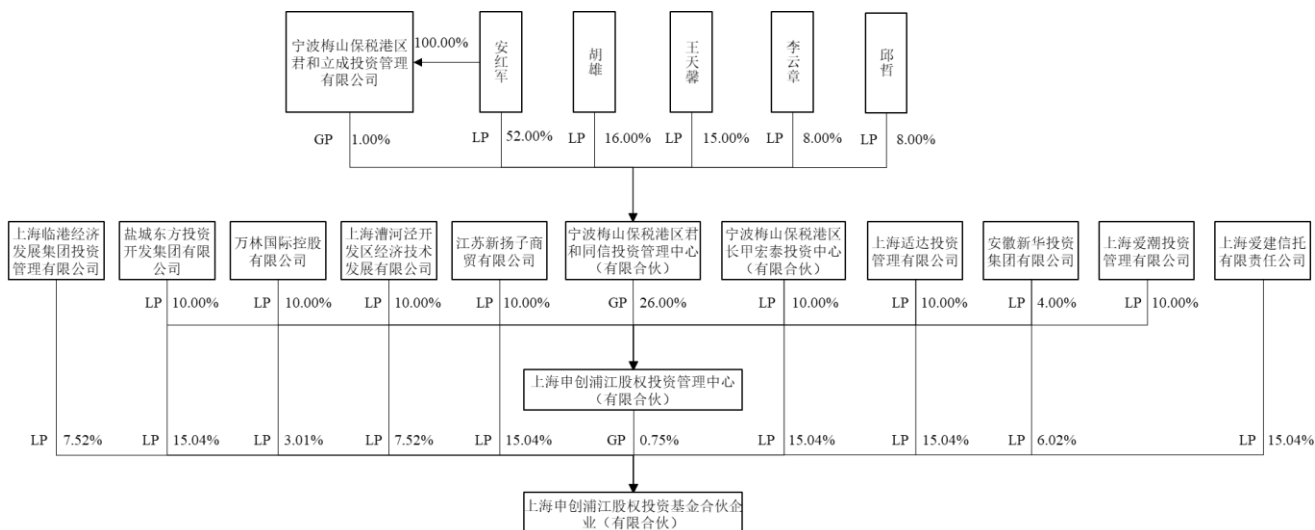 宁波梅山保税港区
君和立成投资管理
有限公司
100.00%
安红军
胡雄
王天馨
李云章
邱哲
GP 1.00%
LP 52.00%
LP 16.00%
LP 15.00%
LP 8.00%
LP 8.00%
上海临港经济
发展集团投资
管理有限公司
盐城东方投资
开发集团有限
公司
万林国际控股
有限公司
上海漕河泾开
发区经济技术
发展有限公司
江苏新扬子商
贸有限公司
宁波梅山保税港区君
和同信投资管理中心
（有限合伙）
宁波梅山保税港区
长甲宏泰投资中心
（有限合伙）
上海适达投资
管理有限公司
安徽新华投资
集团有限公司
上海爱潮投资
管理有限公司
上海爱建信托
有限责任公司
LP 10.00%
LP 10.00%
LP 10.00%
LP 10.00%
GP 26.00%
LP 10.00%
LP 10.00%
LP 4.00%
LP 10.00%
上海申创浦江股权投资管理中心
（有限合伙）
LP 7.52%
LP 15.04%
LP 3.01%
LP 7.52%
LP 15.04%
GP 0.75%
LP 15.04%
LP 15.04%
LP 6.02%
LP 15.04%
上海申创浦江股权投资基金合伙企
业（有限合伙）